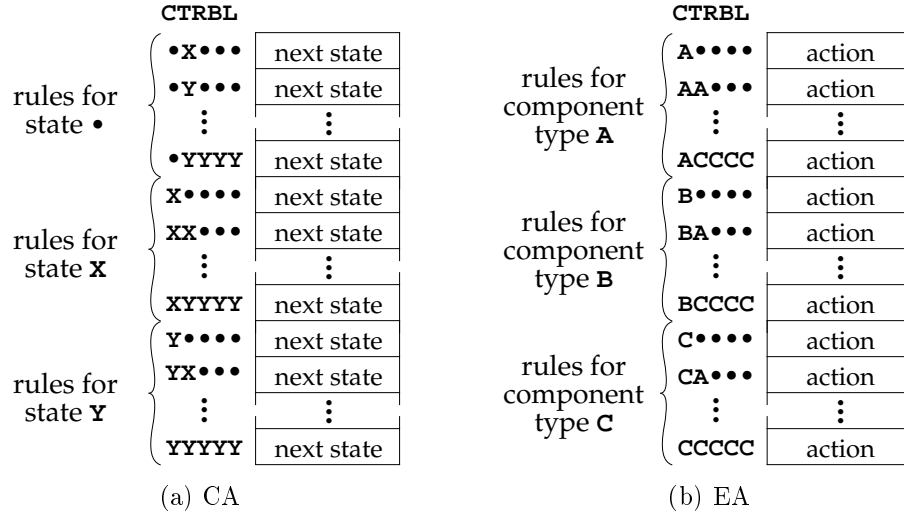 CTRBL
rules for
state •
•X••• next state
•Y••• next state
⋮ ⋮
•YYYY next state
rules for
state X
X•••• next state
XX••• next state
⋮ ⋮
XYYYY next state
rules for
state Y
Y•••• next state
YX••• next state
⋮ ⋮
YYYYY next state
(a) CA
CTRBL
rules for
component
type A
A•••• action
AA••• action
⋮ ⋮
ACCCC action
rules for
component
type B
B•••• action
BA••• action
⋮ ⋮
BCCCC action
rules for
component
type C
C•••• action
CA••• action
⋮ ⋮
CCCCC action
(b) EA